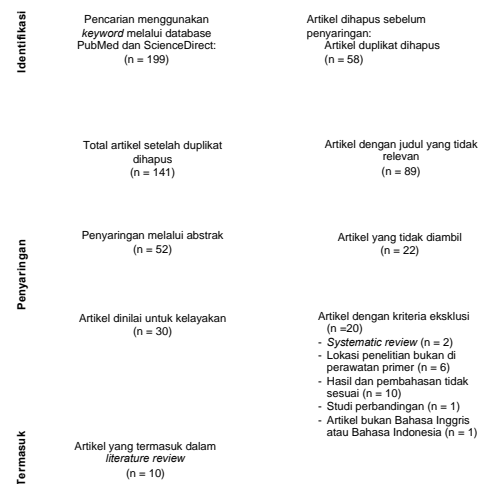 Identifikasi
Pencarian menggunakan
keyword melalui database
PubMed dan ScienceDirect:
(n = 199)
Artikel dihapus sebelum
penyaringan:
Artikel duplikat dihapus
(n = 58)
Total artikel setelah duplikat
dihapus
(n = 141)
Artikel dengan judul yang tidak
relevan
(n = 89)
Penyaringan
Penyaringan melalui abstrak
(n = 52)
Artikel yang tidak diambil
(n = 22)
Artikel dinilai untuk kelayakan
(n = 30)
Artikel dengan kriteria eksklusi
(n =20)
- Systematic review (n = 2)
- Lokasi penelitian bukan di
perawatan primer (n = 6)
- Hasil dan pembahasan tidak
sesuai (n = 10)
- Studi perbandingan (n = 1)
- Artikel bukan Bahasa Inggris
atau Bahasa Indonesia (n = 1)
Termasuk
Artikel yang termasuk dalam
literature review
(n = 10)